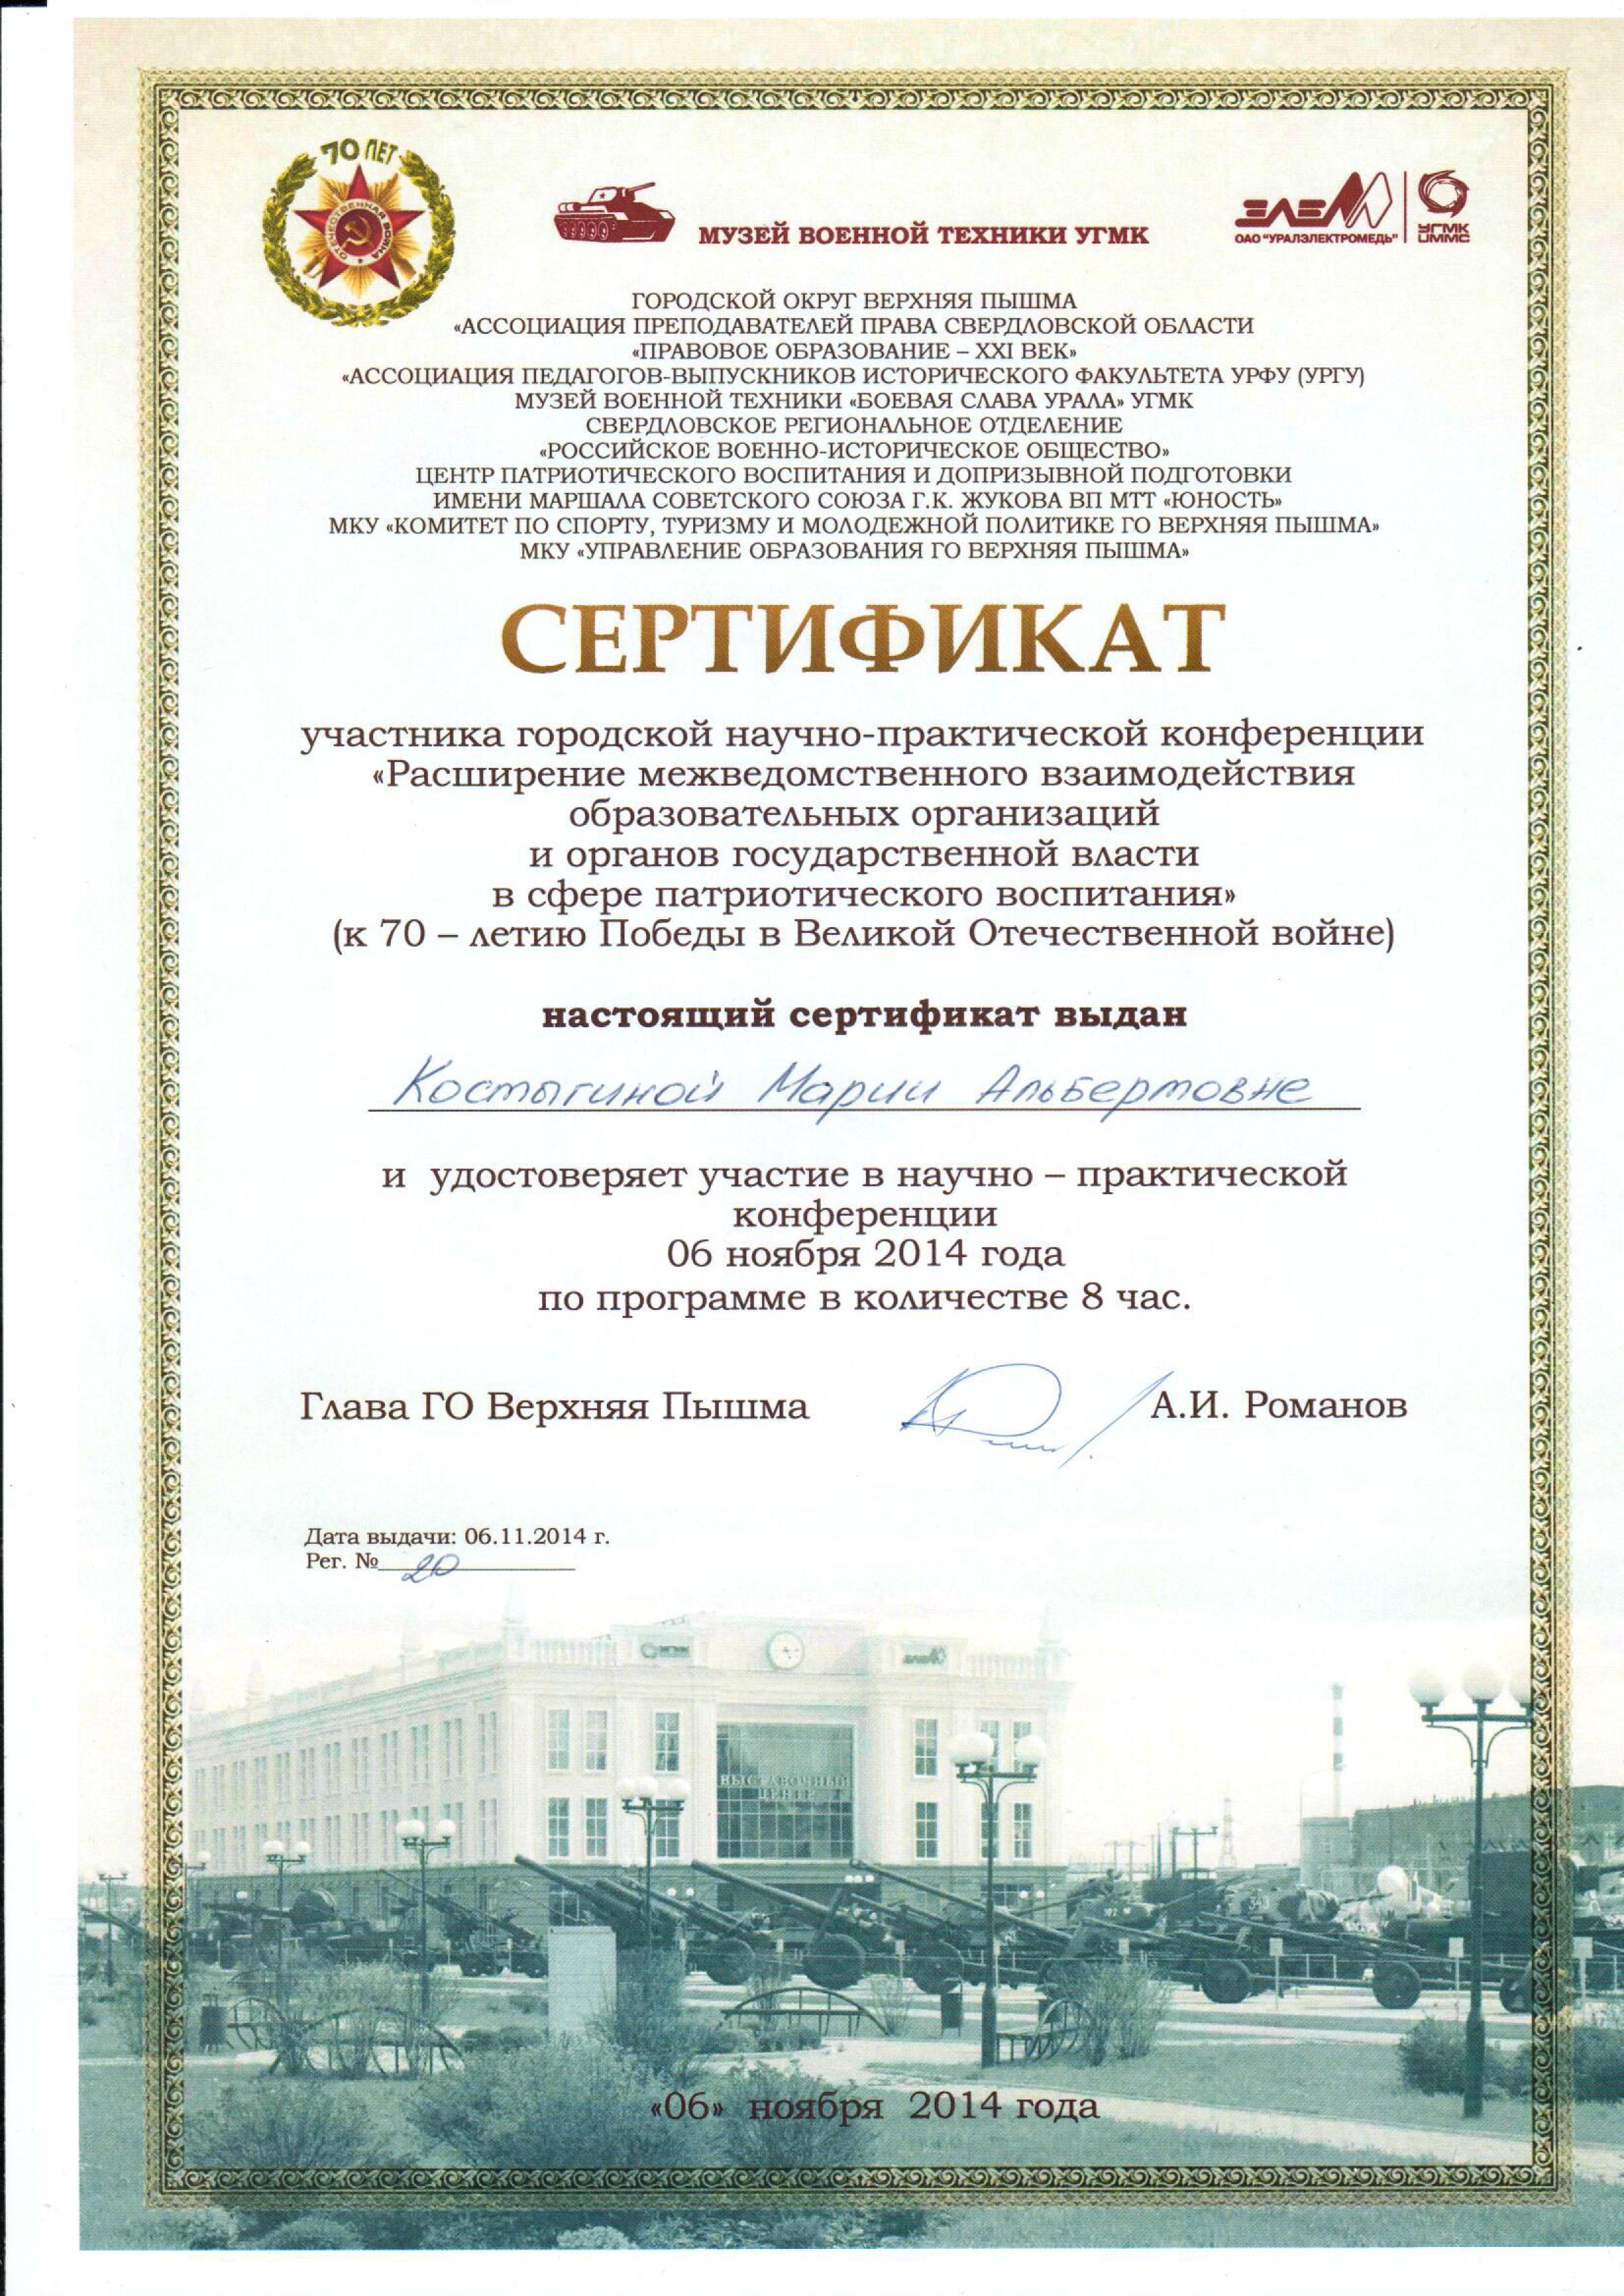 70 ЛЕТ
ОТЕЧЕСТВЕННАЯ ВОЙНА
МУЗЕЙ ВОЕННОЙ ТЕХНИКИ УГМК
ЭЛЕМ
ОАО "УРАЛЭЛЕКТРОМЕДЬ"
УГМК
UMMC
ГОРОДСКОЙ ОКРУГ ВЕРХНЯЯ ПЫШМА
«АССОЦИАЦИЯ ПРЕПОДАВАТЕЛЕЙ ПРАВА СВЕРДЛОВСКОЙ ОБЛАСТИ
«ПРАВОВОЕ ОБРАЗОВАНИЕ – XXI ВЕК»
«АССОЦИАЦИЯ ПЕДАГОГОВ-ВЫПУСКНИКОВ ИСТОРИЧЕСКОГО ФАКУЛЬТЕТА УРФУ (УРГУ)
МУЗЕЙ ВОЕННОЙ ТЕХНИКИ «БОЕВАЯ СЛАВА УРАЛА» УГМК
СВЕРДЛОВСКОЕ РЕГИОНАЛЬНОЕ ОТДЕЛЕНИЕ
«РОССИЙСКОЕ ВОЕННО-ИСТОРИЧЕСКОЕ ОБЩЕСТВО»
ЦЕНТР ПАТРИОТИЧЕСКОГО ВОСПИТАНИЯ И ДОПРИЗЫВНОЙ ПОДГОТОВКИ
ИМЕНИ МАРШАЛА СОВЕТСКОГО СОЮЗА Г.К. ЖУКОВА ВП МТТ «ЮНОСТЬ»
МКУ «КОМИТЕТ ПО СПОРТУ, ТУРИЗМУ И МОЛОДЕЖНОЙ ПОЛИТИКЕ ГО ВЕРХНЯЯ ПЫШМА»
МКУ «УПРАВЛЕНИЕ ОБРАЗОВАНИЯ ГО ВЕРХНЯЯ ПЫШМА»
СЕРТИФИКАТ
участника городской научно-практической конференции
«Расширение межведомственного взаимодействия
образовательных организаций
и органов государственной власти
в сфере патриотического воспитания»
(к 70 – летию Победы в Великой Отечественной войне)
настоящий сертификат выдан
Костыгиной Марии Альбертовне
и удостоверяет участие в научно – практической
конференции
06 ноября 2014 года
по программе в количестве 8 час.
Глава ГО Верхняя Пышма А.И. Романов
Дата выдачи: 06.11.2014 г.
Рег. № 20
УГМК
ЭЛЕМ
ВЫСТАВОЧНЫЙ
ЦЕНТР
«06» ноября 2014 года